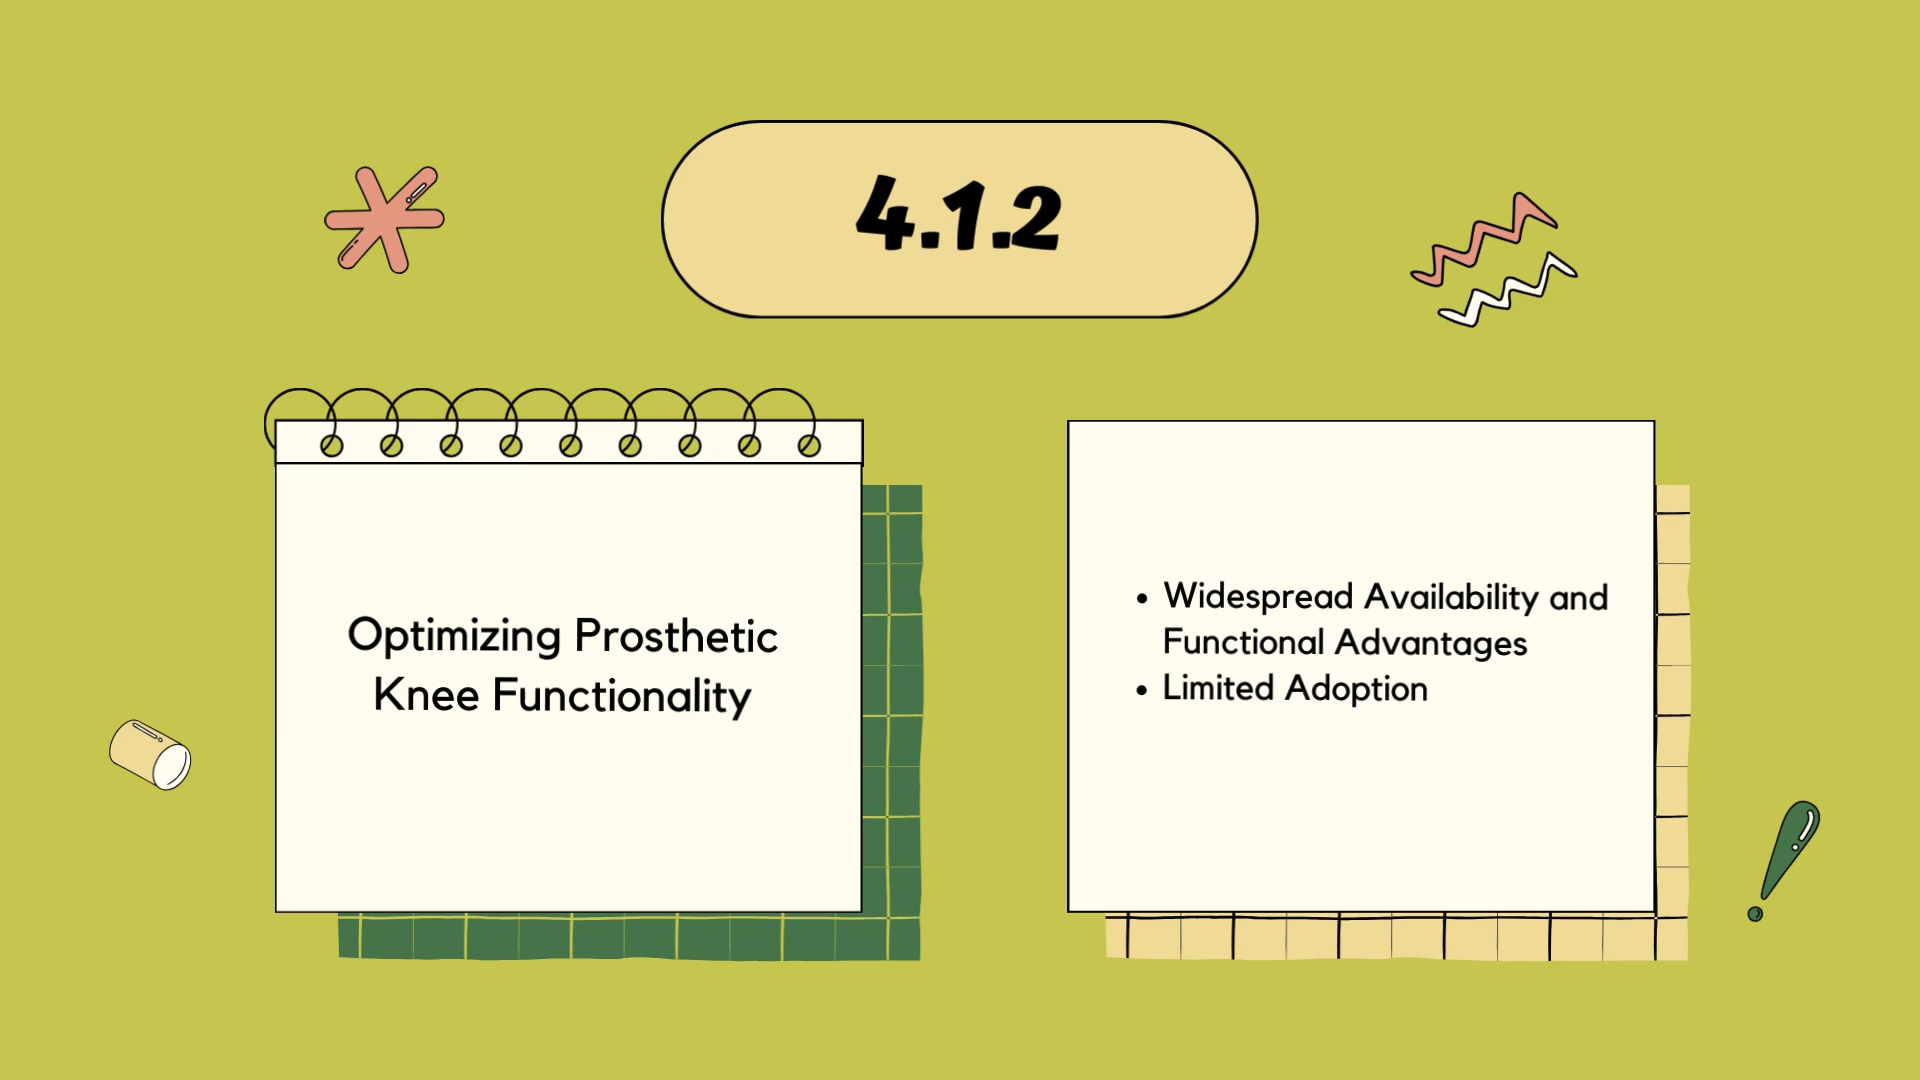 4.1.2
Optimizing Prosthetic
Knee Functionality
• Widespread Availability and
Functional Advantages
• Limited Adoption